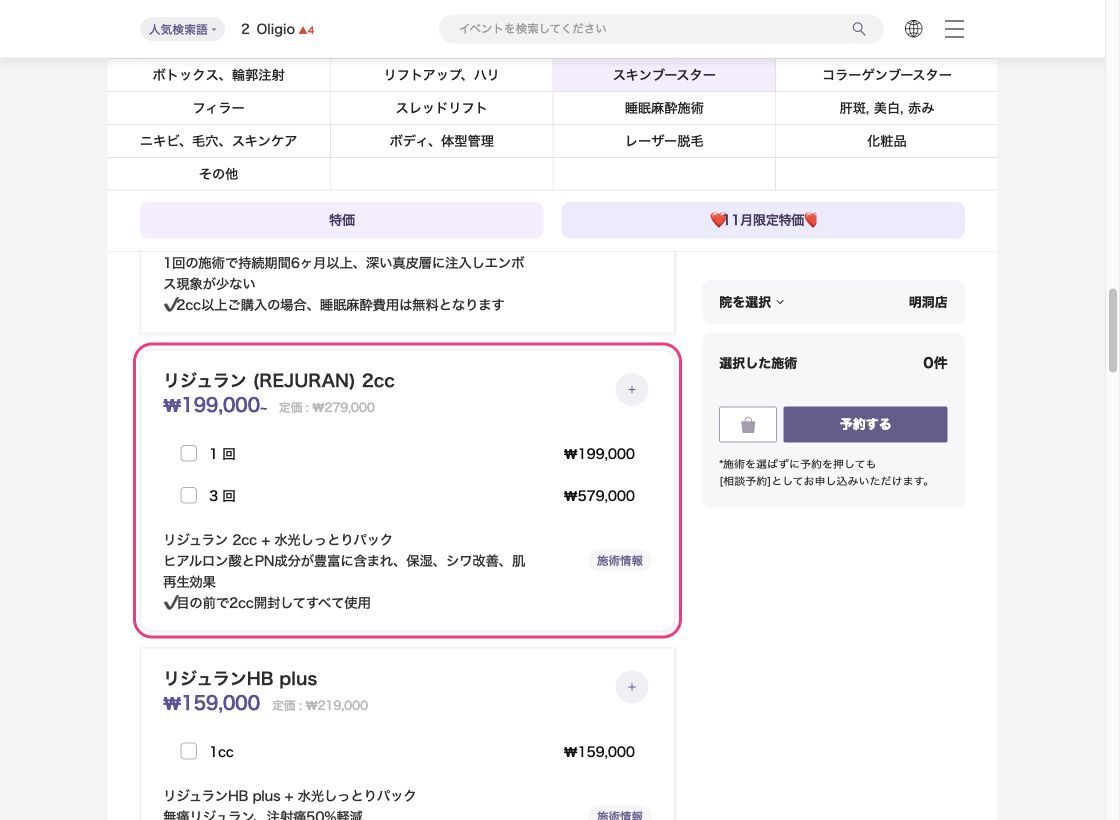 人気検索語
2 Oligio ▲4
イベントを検索してください
ボトックス、輪郭注射
リフトアップ、ハリ
スキンブースター
コラーゲンブースター
フィラー
スレッドリフト
睡眠麻酔施術
肝斑, 美白, 赤み
ニキビ、毛穴、スキンケア
ボディ、体型管理
レーザー脱毛
化粧品
その他
特価
❤️11月限定特価❤️
1回の施術で持続期間6ヶ月以上、深い真皮層に注入しエンボ
ス現象が少ない
✔2cc以上ご購入の場合、睡眠麻酔費用は無料となります
リジュラン (REJURAN) 2cc
₩199,000~ 定価 : ₩279,000
+
1 回 ₩199,000
3 回 ₩579,000
リジュラン 2cc + 水光しっとりパック
ヒアルロン酸とPN成分が豊富に含まれ、保湿、シワ改善、肌
再生効果
✔目の前で2cc開封してすべて使用
施術情報
リジュランHB plus
₩159,000 定価 : ₩219,000
+
1cc ₩159,000
リジュランHB plus + 水光しっとりパック
無痛リジュラン、注射痛50%軽減
施術情報
院を選択 明洞店
選択した施術 0件
予約する
*施術を選ばずに予約を押しても
[相談予約]としてお申し込みいただけます。